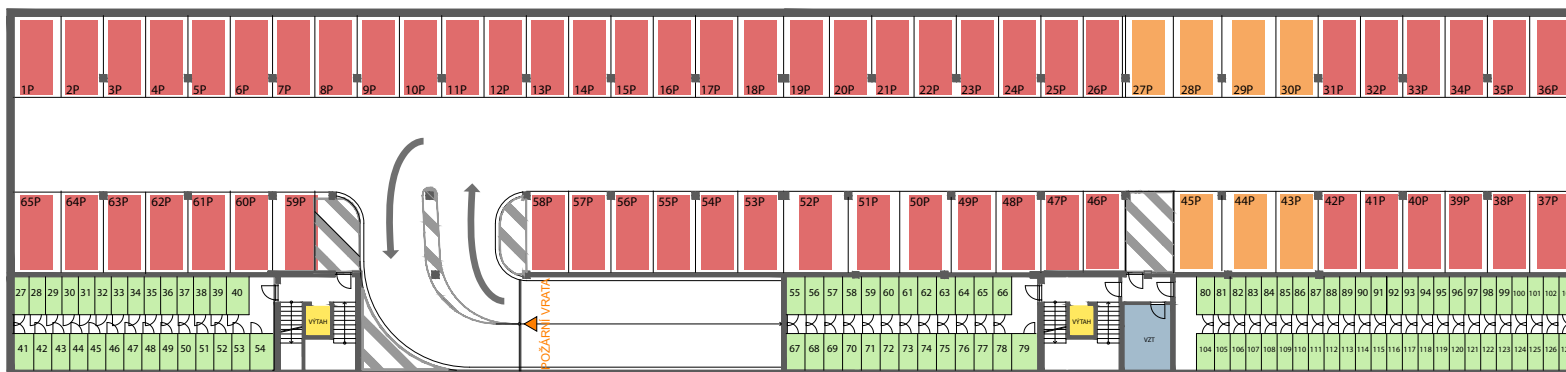 1P 2P 3P 4P 5P 6P 7P 8P 9P 10P 11P 12P 13P 14P 15P 16P 17P 18P 19P 20P 21P 22P 23P 24P 25P 26P 27P 28P 29P 30P 31P 32P 33P 34P 35P 36P
65P 64P 63P 62P 61P 60P 59P 58P 57P 56P 55P 54P 53P 52P 51P 50P 49P 48P 47P 46P 45P 44P 43P 42P 41P 40P 39P 38P 37P
27 28 29 30 31 32 33 34 35 36 37 38 39 40 55 56 57 58 59 60 61 62 63 64 65 66 80 81 82 83 84 85 86 87 88 89 90 91 92 93 94 95 96 97 98 99 100 101 102
VÝTAH POŽÁRNÍ VRATA VÝTAH VZT
41 42 43 44 45 46 47 48 49 50 51 52 53 54 67 68 69 70 71 72 73 74 75 76 77 78 79 104 105 106 107 108 109 110 111 112 113 114 115 116 117 118 119 120 121 122 123 124 125 126